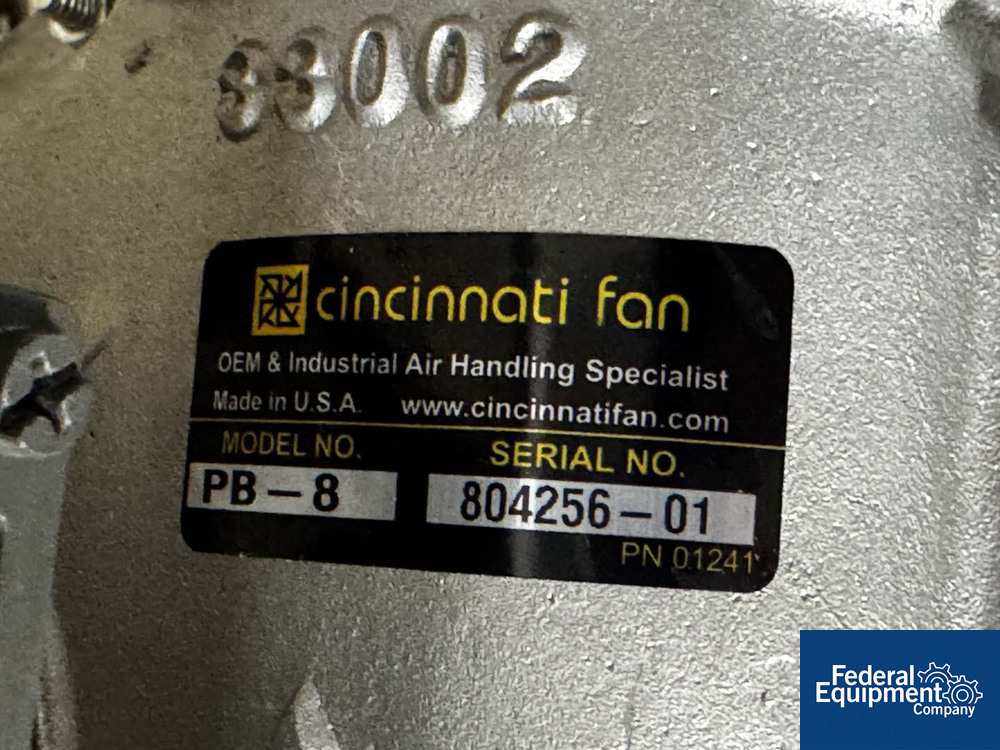 33002
cincinnati fan
OEM & Industrial Air Handling Specialist
Made in U.S.A. www.cincinnatifan.com
MODEL NO. SERIAL NO.
PB-8 804256-01
PN 01241
Federal
Equipment
Company